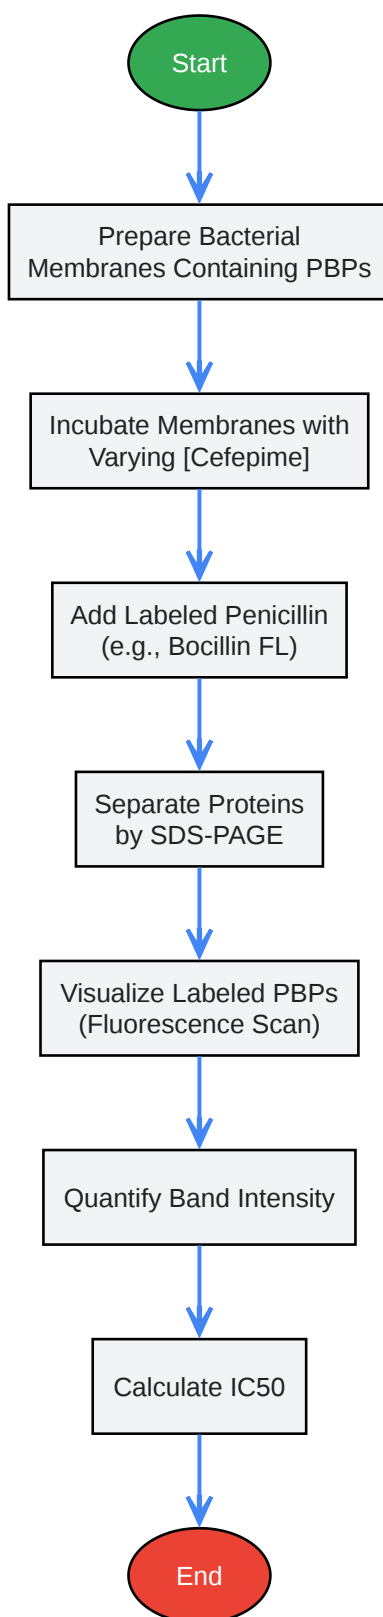 Start
Prepare Bacterial
Membranes Containing PBPs
Incubate Membranes with
Varying [Cefepime]
Add Labeled Penicillin
(e.g., Bocillin FL)
Separate Proteins
by SDS-PAGE
Visualize Labeled PBPs
(Fluorescence Scan)
Quantify Band Intensity
Calculate IC50
End